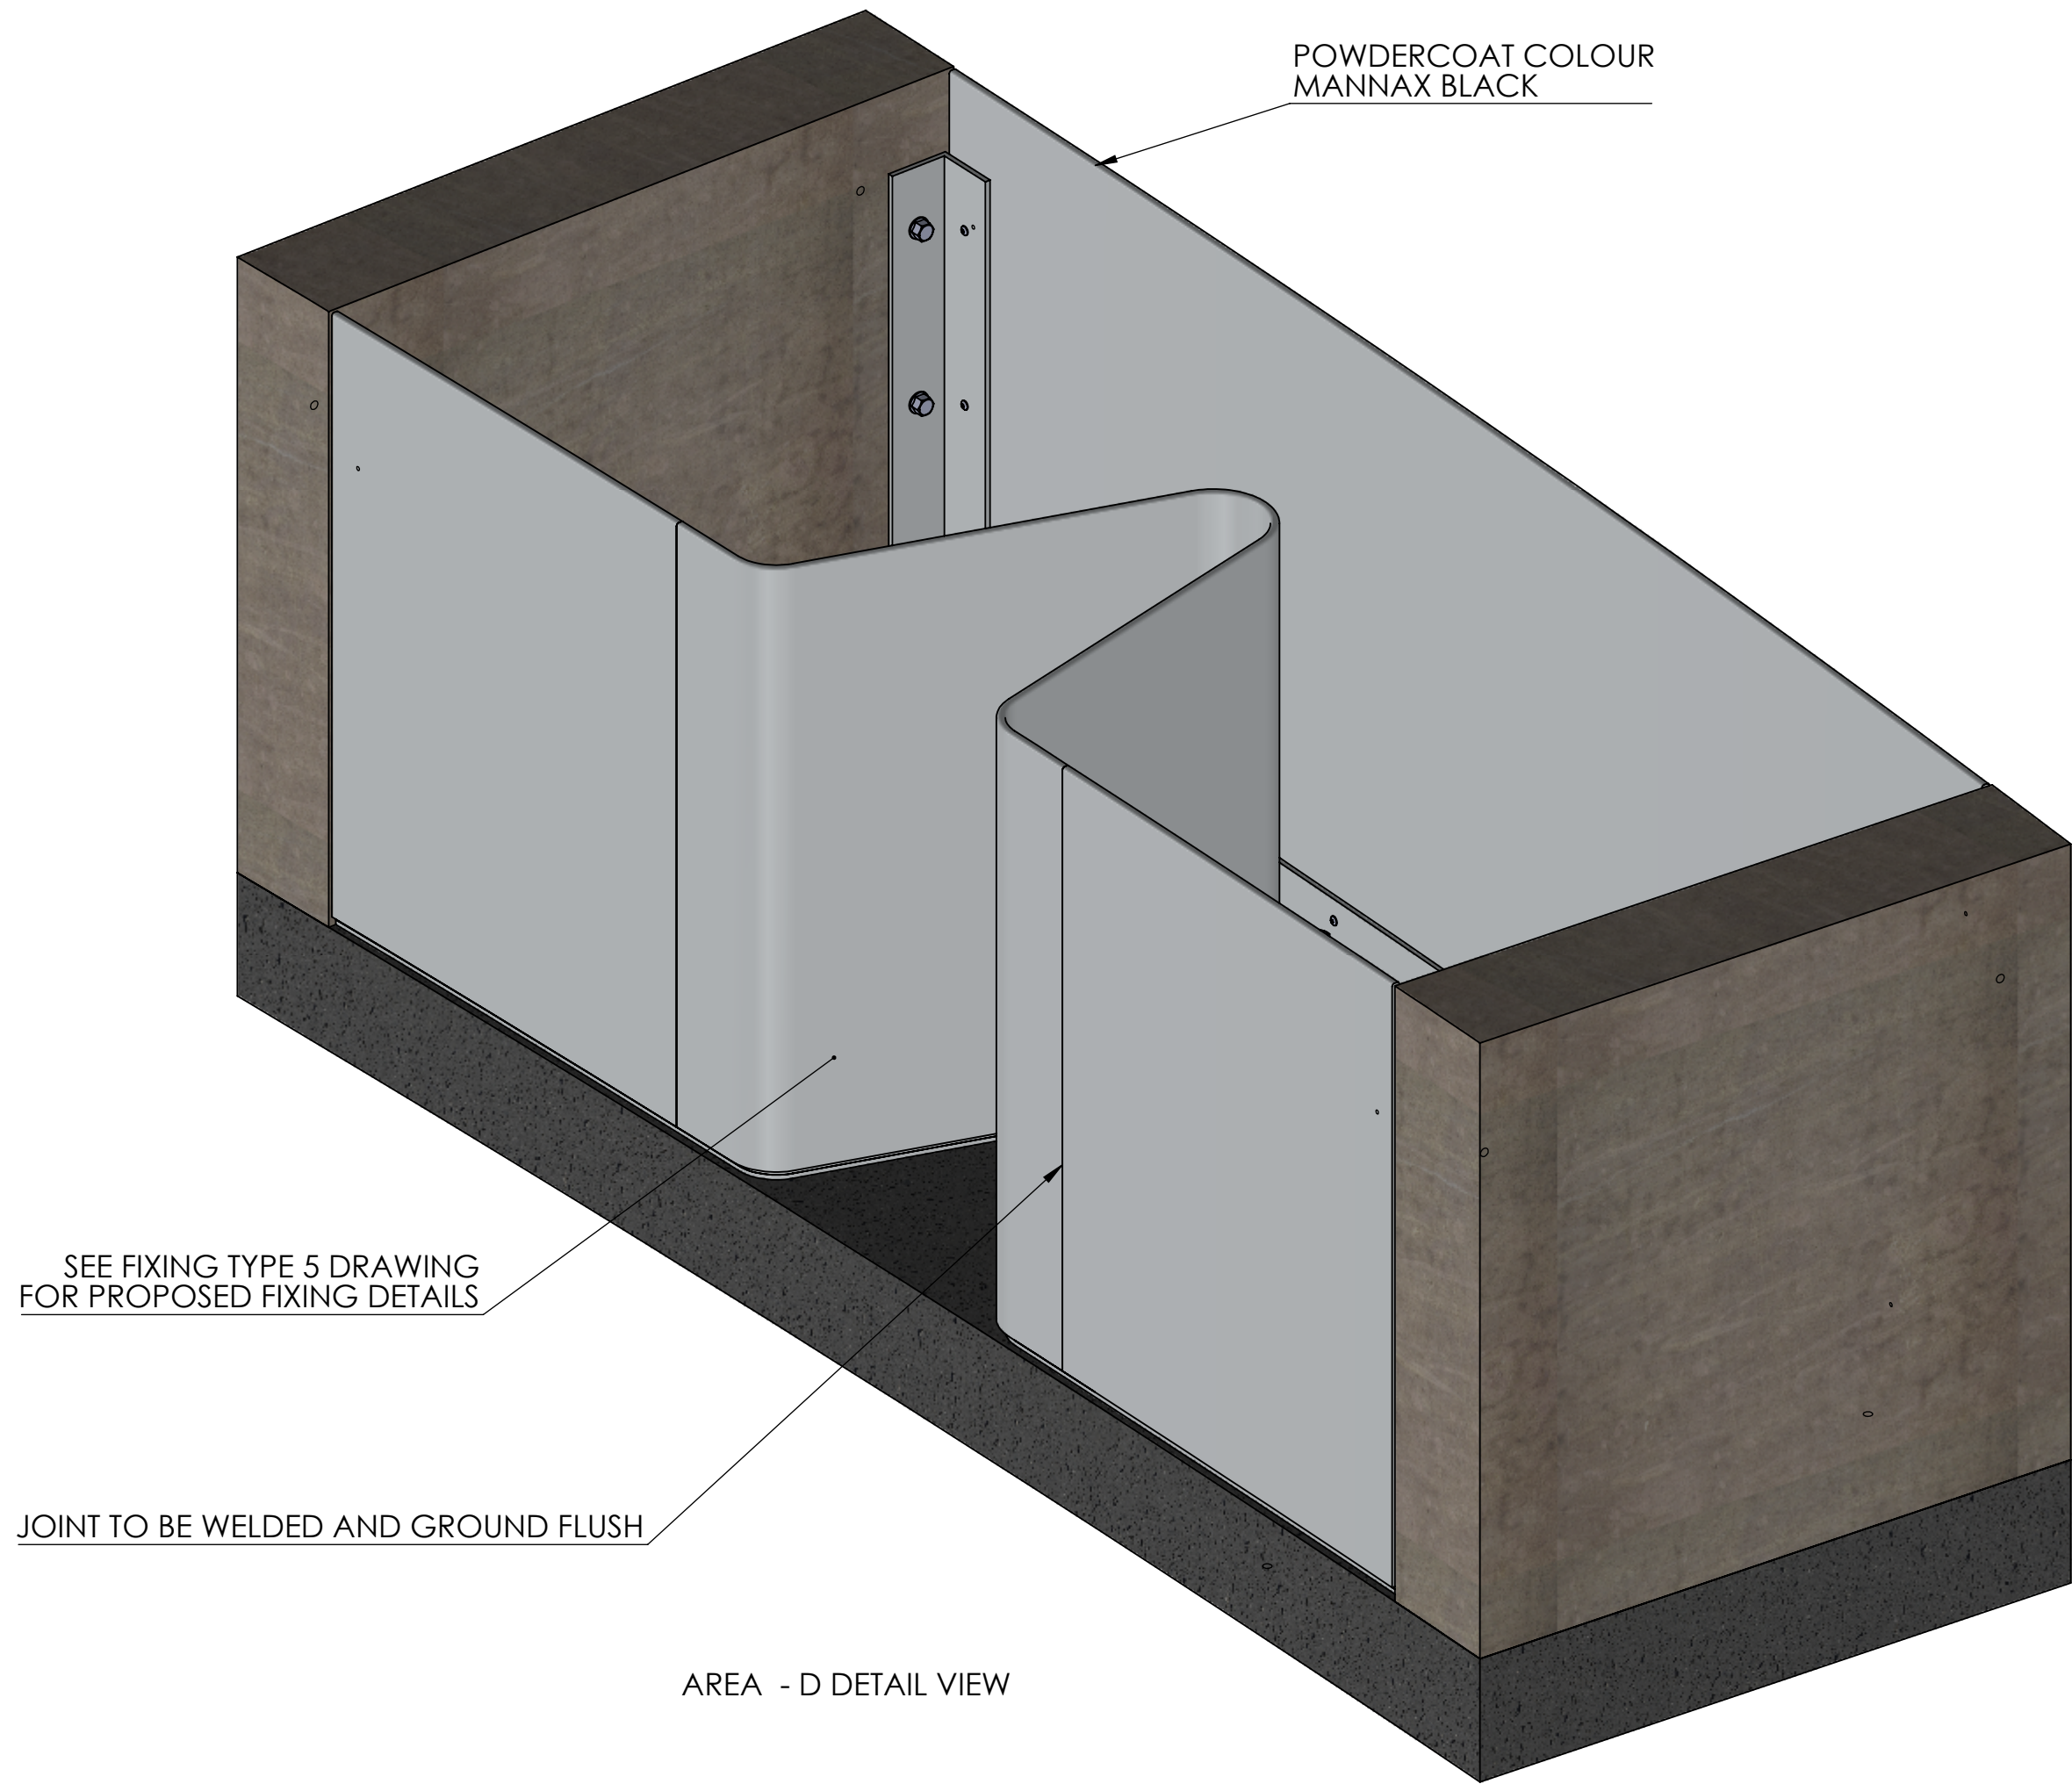 POWDERCOAT COLOUR
MANNAX BLACK
SEE FIXING TYPE 5 DRAWING
FOR PROPOSED FIXING DETAILS
JOINT TO BE WELDED AND GROUND FLUSH
AREA - D DETAIL VIEW